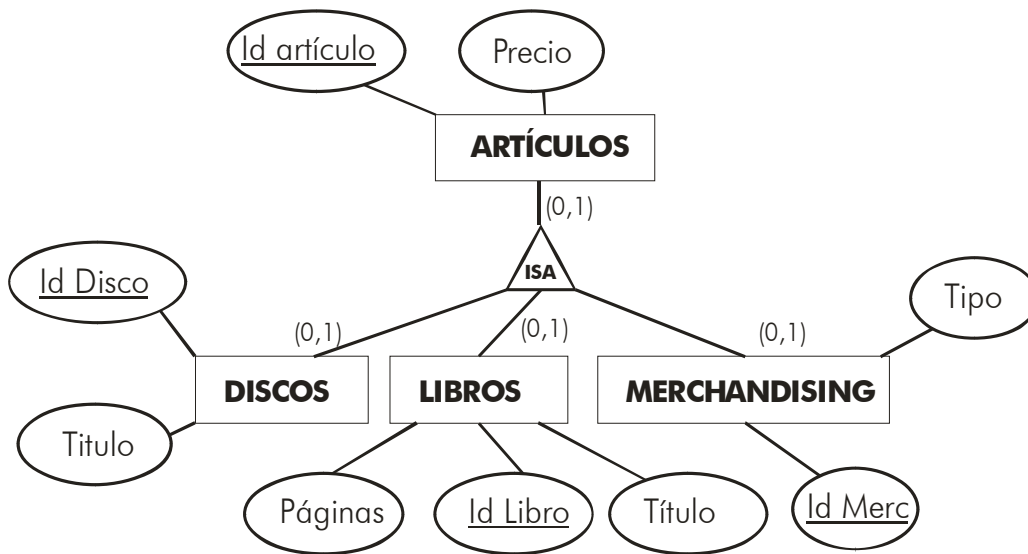 Id artículo
Precio
ARTÍCULOS
(0,1)
ISA
Id Disco
Tipo
(0,1)
(0,1)
(0,1)
DISCOS
LIBROS
MERCHANDISING
Titulo
Páginas
Id Libro
Título
Id Merc